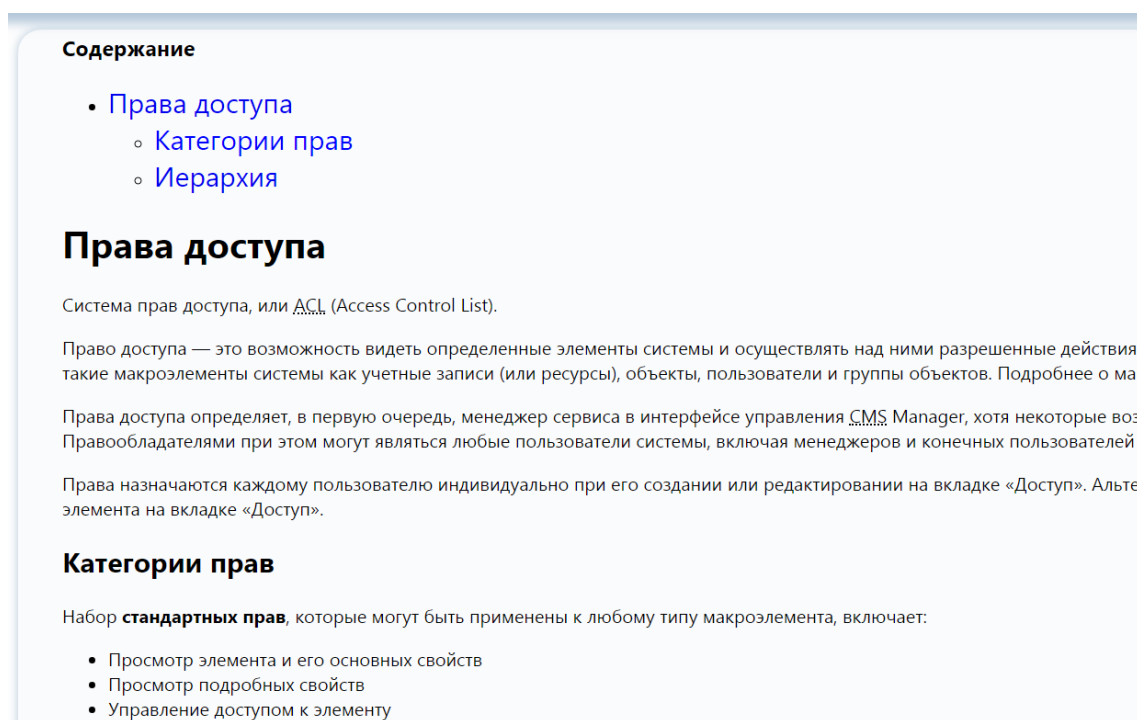 Содержание
Права доступа
Категории прав
Иерархия
Права доступа
Система прав доступа, или ACL (Access Control List).
Право доступа — это возможность видеть определенные элементы системы и осуществлять над ними разрешенные действия
такие макроэлементы системы как учетные записи (или ресурсы), объекты, пользователи и группы объектов. Подробнее о ма
Права доступа определяет, в первую очередь, менеджер сервиса в интерфейсе управления CMS Manager, хотя некоторые воз
Правообладателями при этом могут являться любые пользователи системы, включая менеджеров и конечных пользователей
Права назначаются каждому пользователю индивидуально при его создании или редактировании на вкладке «Доступ». Альте
элемента на вкладке «Доступ».
Категории прав
Набор стандартных прав, которые могут быть применены к любому типу макроэлемента, включает:
Просмотр элемента и его основных свойств
Просмотр подробных свойств
Управление доступом к элементу